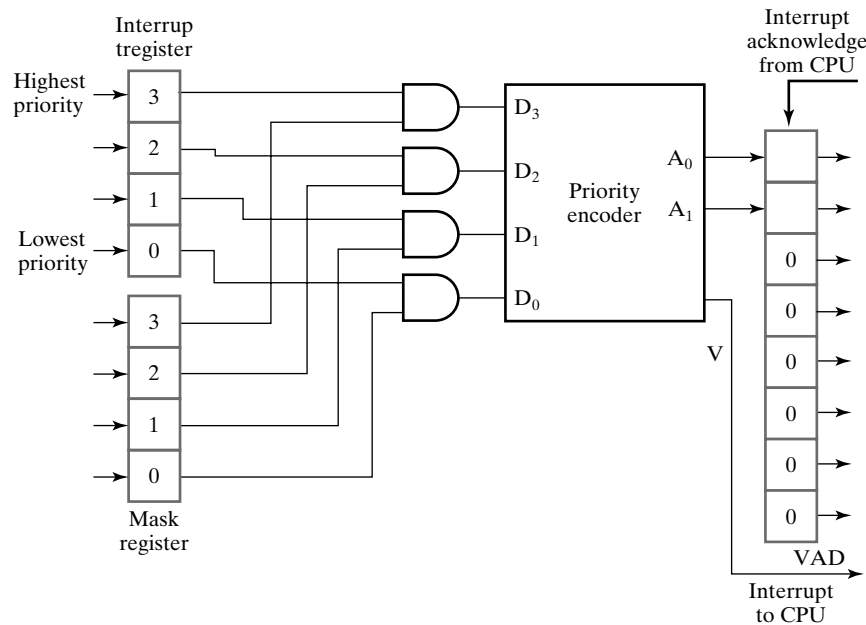 Interrup
tregister
Highest
priority
3
2
1
0
Lowest
priority
3
2
1
0
Mask
register
D3
D2
D1
D0
Priority
encoder
A0
A1
V
Interrupt
acknowledge
from CPU
0
0
0
0
0
0
VAD
Interrupt
to CPU